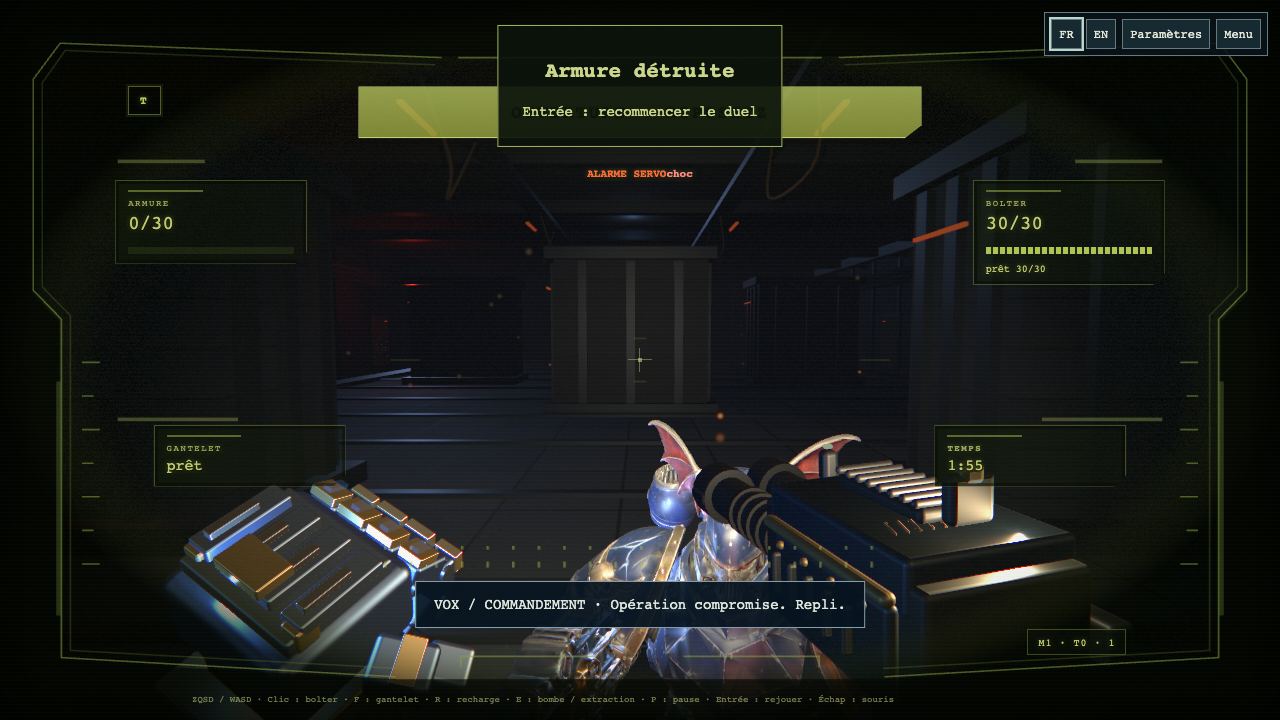 FR EN Paramètres Menu
Armure détruite
Entrée : recommencer le duel
T
ALARME SERVOchoc
ARMURE
0/30
BOLTER
30/30
prêt 30/30
GANTELET
prêt
TEMPS
1:55
VOX / COMMANDEMENT · Opération compromise. Repli.
M1 · T0 · 1
ZQSD / WASD · Clic : bolter · F : gantelet · R : recharge · E : bombe / extraction · P : pause · Entrée : rejouer · Échap : souris